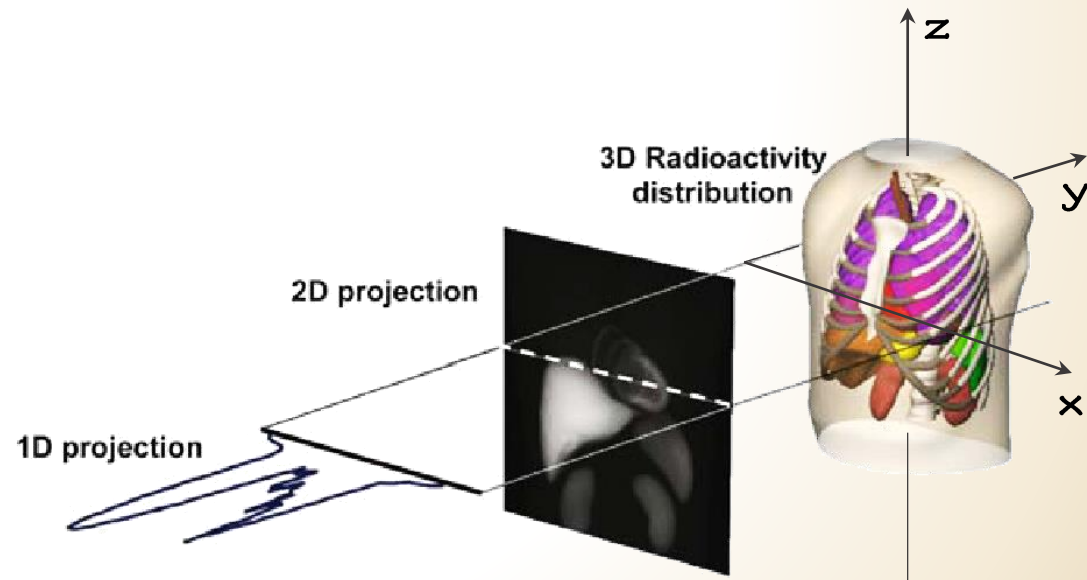 z
3D Radioactivity
distribution
y
2D projection
x
1D projection